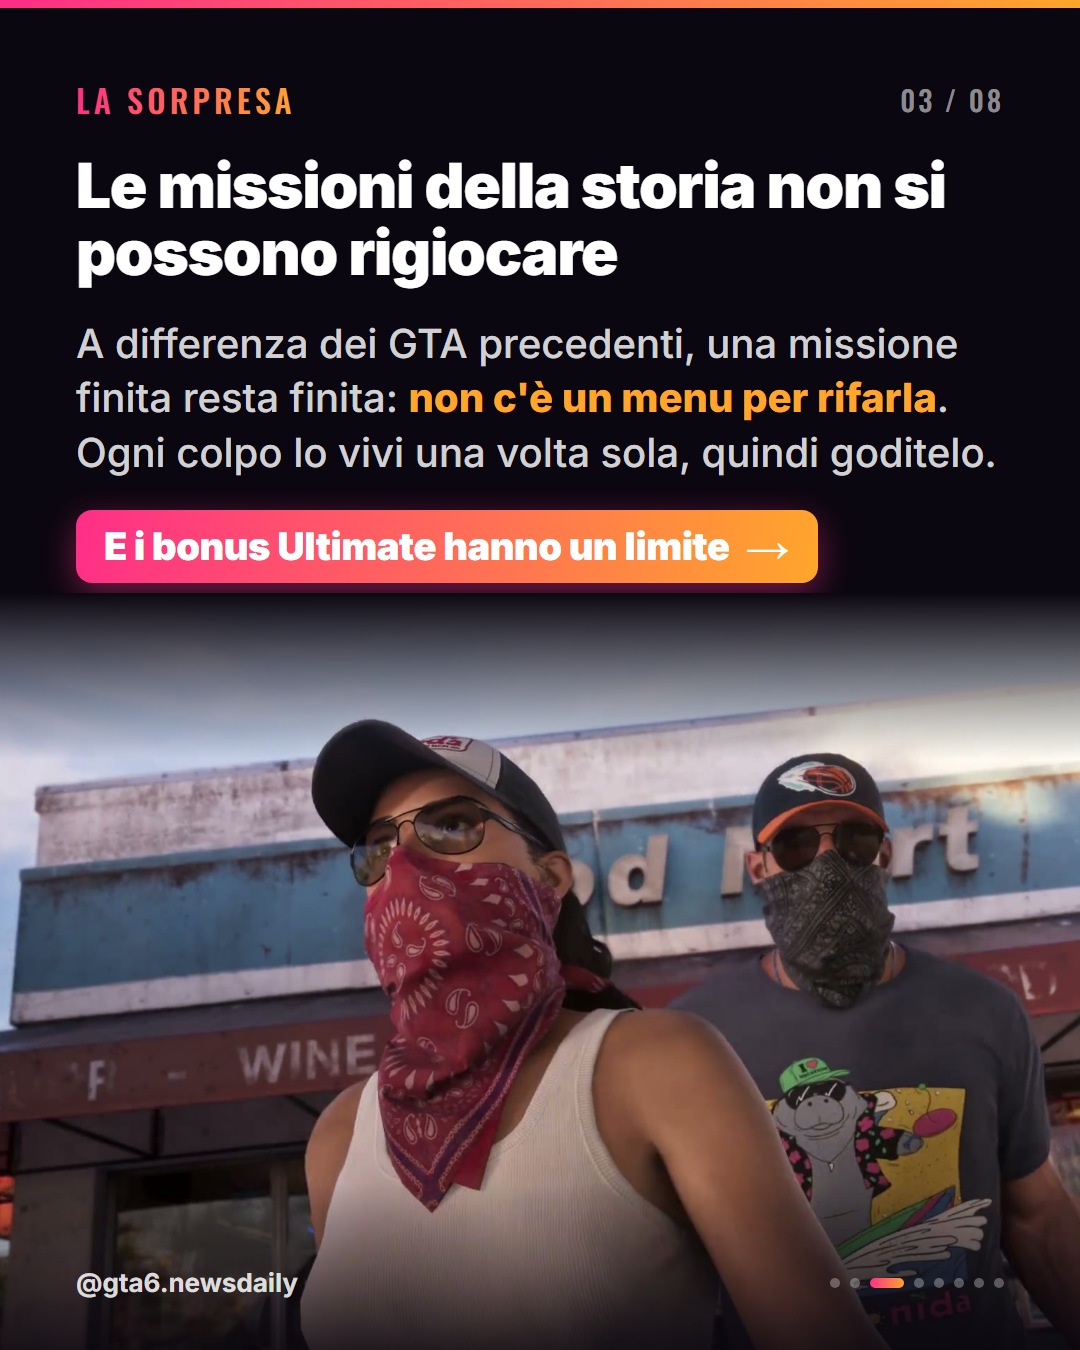 LA SORPRESA
03 / 08
Le missioni della storia non si
possono rigiocare
A differenza dei GTA precedenti, una missione
finita resta finita: non c'è un menu per rifarla.
Ogni colpo lo vivi una volta sola, quindi goditelo.
E i bonus Ultimate hanno un limite →
WINE
@gta6.newsdaily